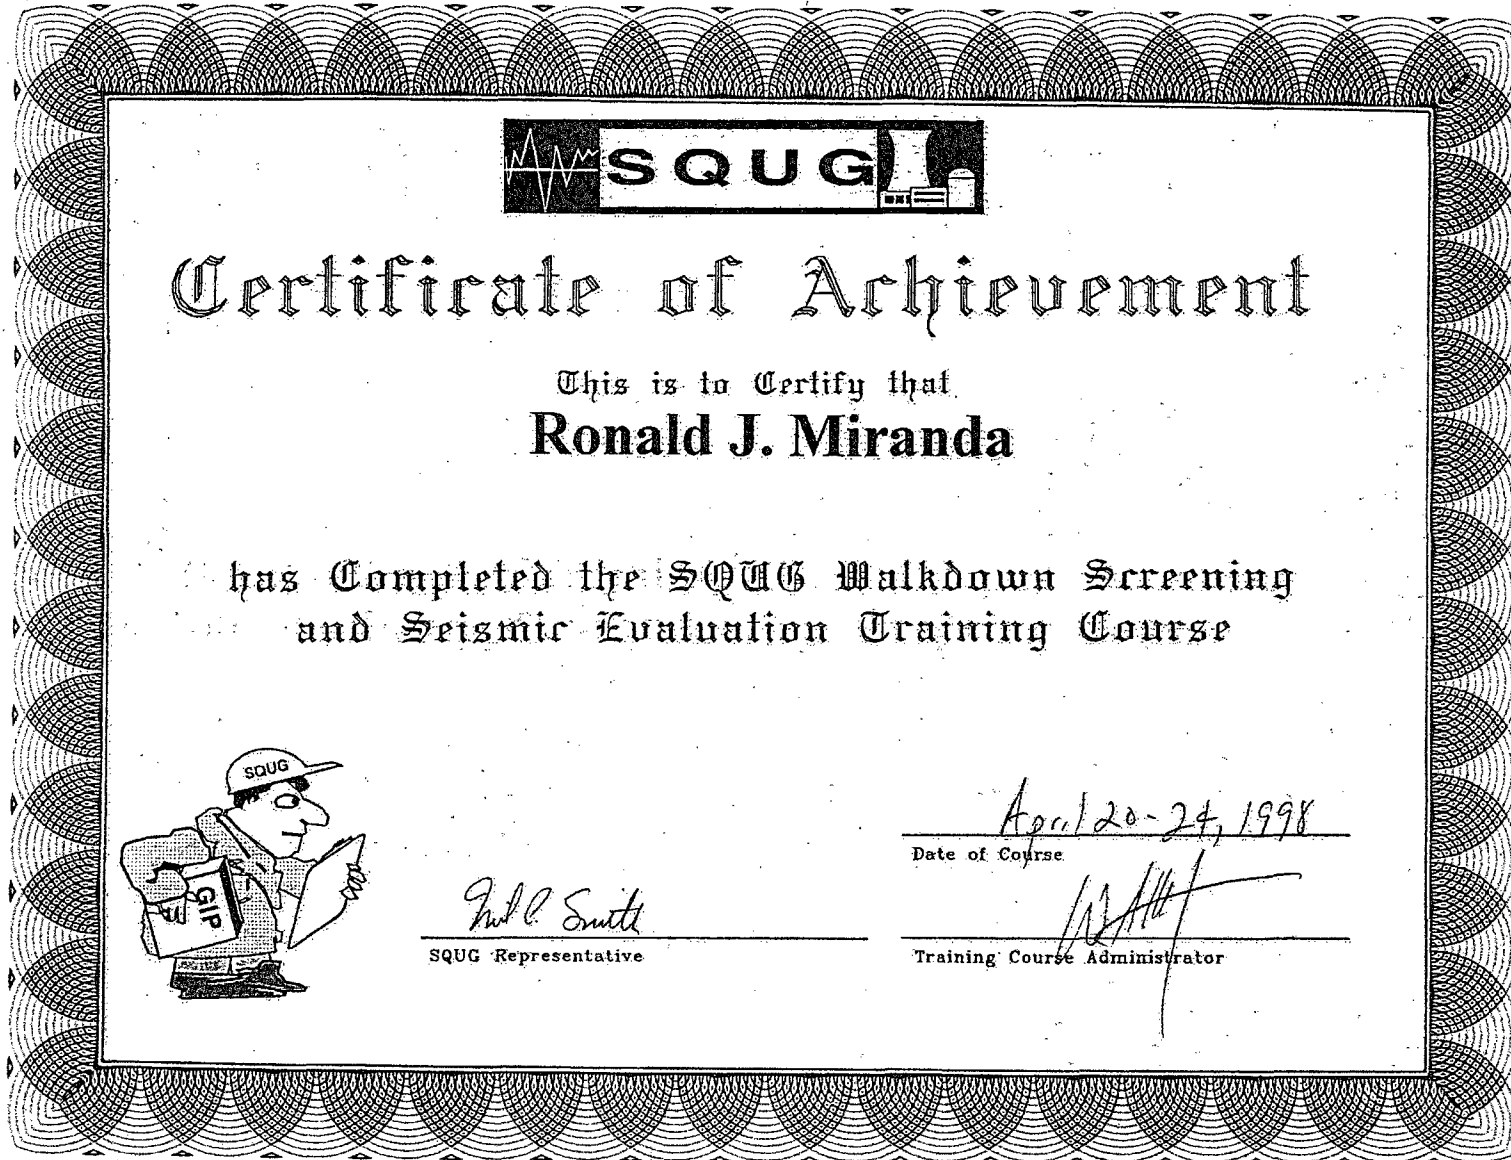 SQUG
Certificate of Achievement
This is to Certify that
Ronald J. Miranda
has Completed the SQUG Walkdown Screening
and Seismic Evaluation Training Course
SQUG
GIP
April 20-24, 1998
Date of Course
Smith
SQUG Representative
Training Course Administrator